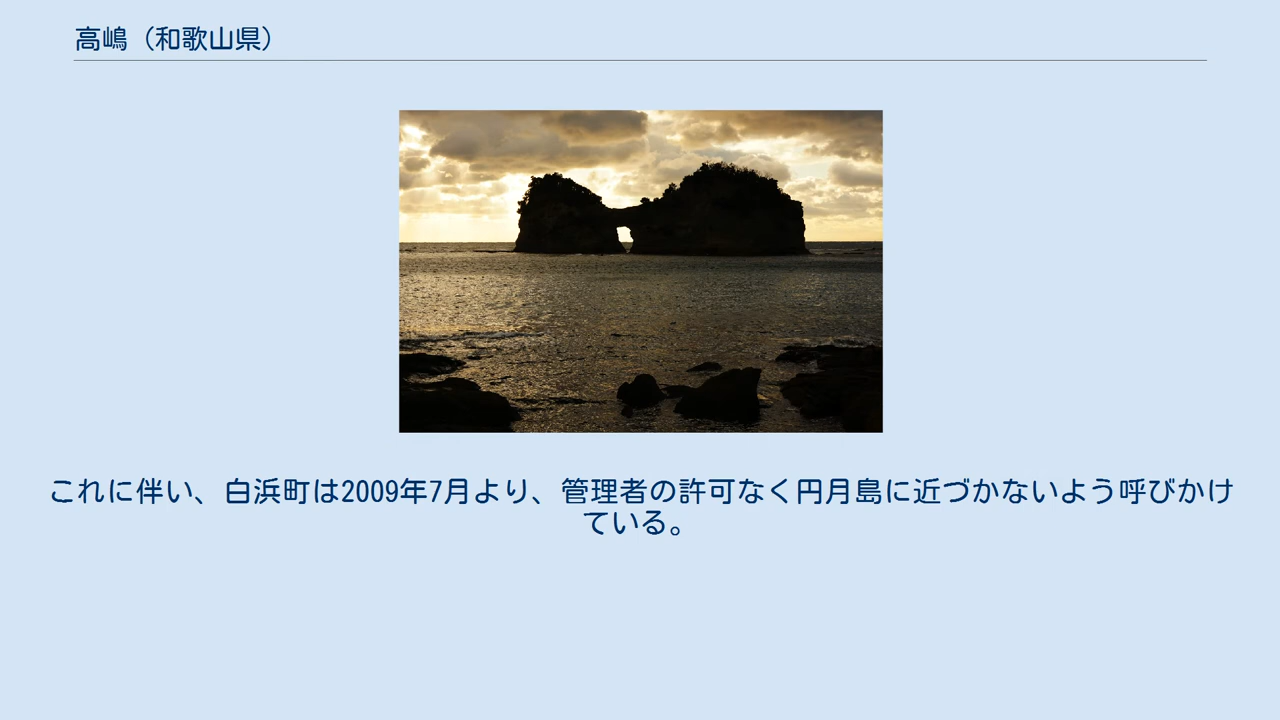 高嶋（和歌山県）
これに伴い、白浜町は2009年7月より、管理者の許可なく円月島に近づかないよう呼びかけ
ている。